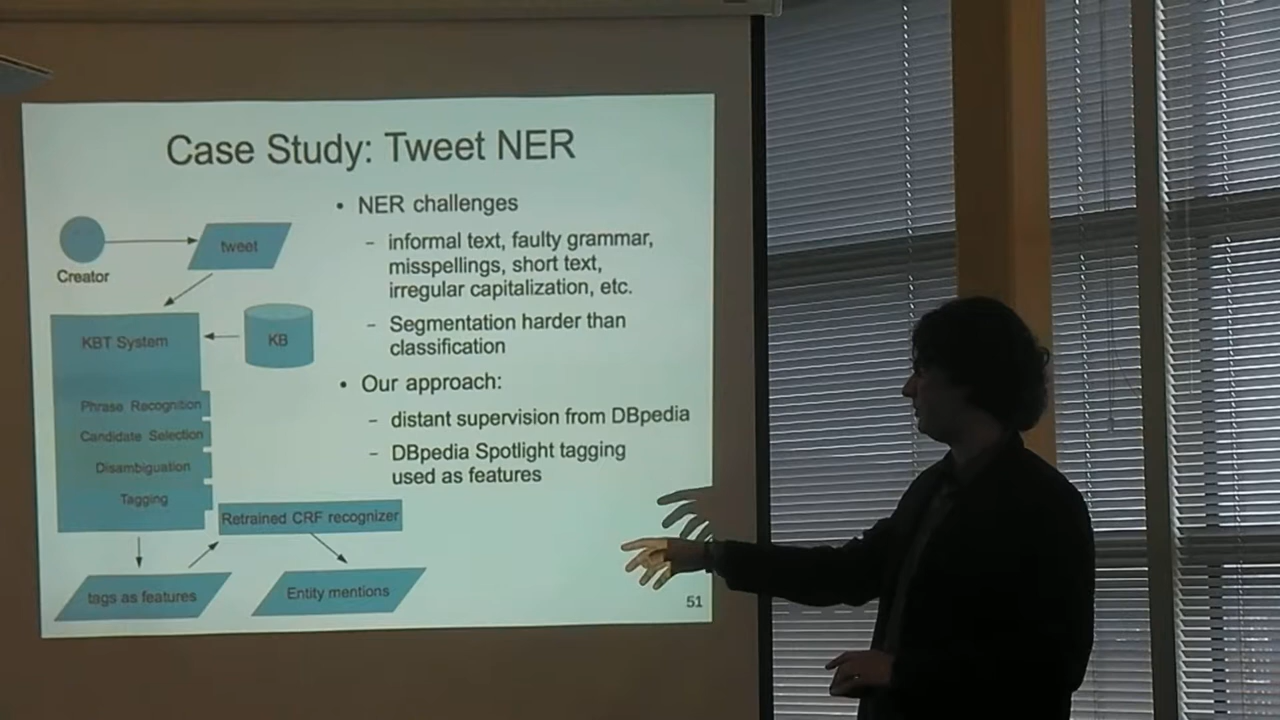 Case Study: Tweet NER
• NER challenges
- informal text, faulty grammar,
misspellings, short text,
irregular capitalization, etc.
- Segmentation harder than
classification
• Our approach:
- distant supervision from DBpedia
- DBpedia Spotlight tagging
used as features
Creator
tweet
KBT System
KB
Phrase Recognition
Candidate Selection
Disambiguation
Tagging
Retrained CRF recognizer
tags as features
Entity mentions
51